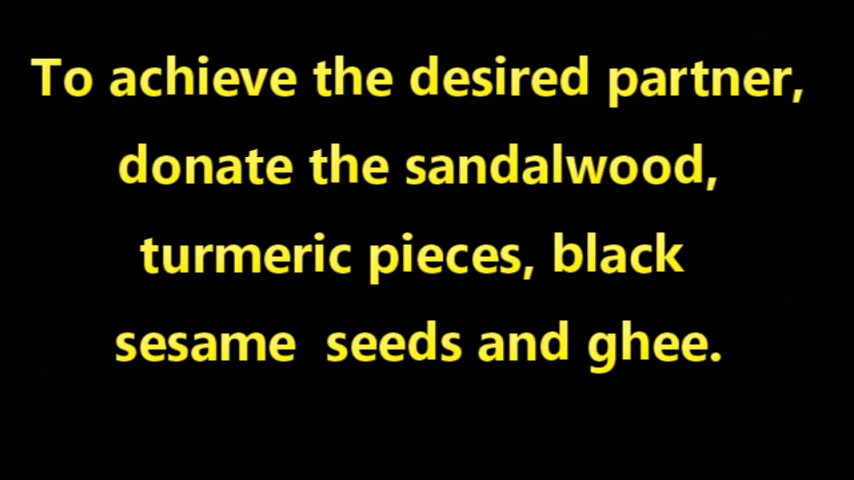 To achieve the desired partner,
donate the sandalwood,
turmeric pieces, black
sesame  seeds and ghee.